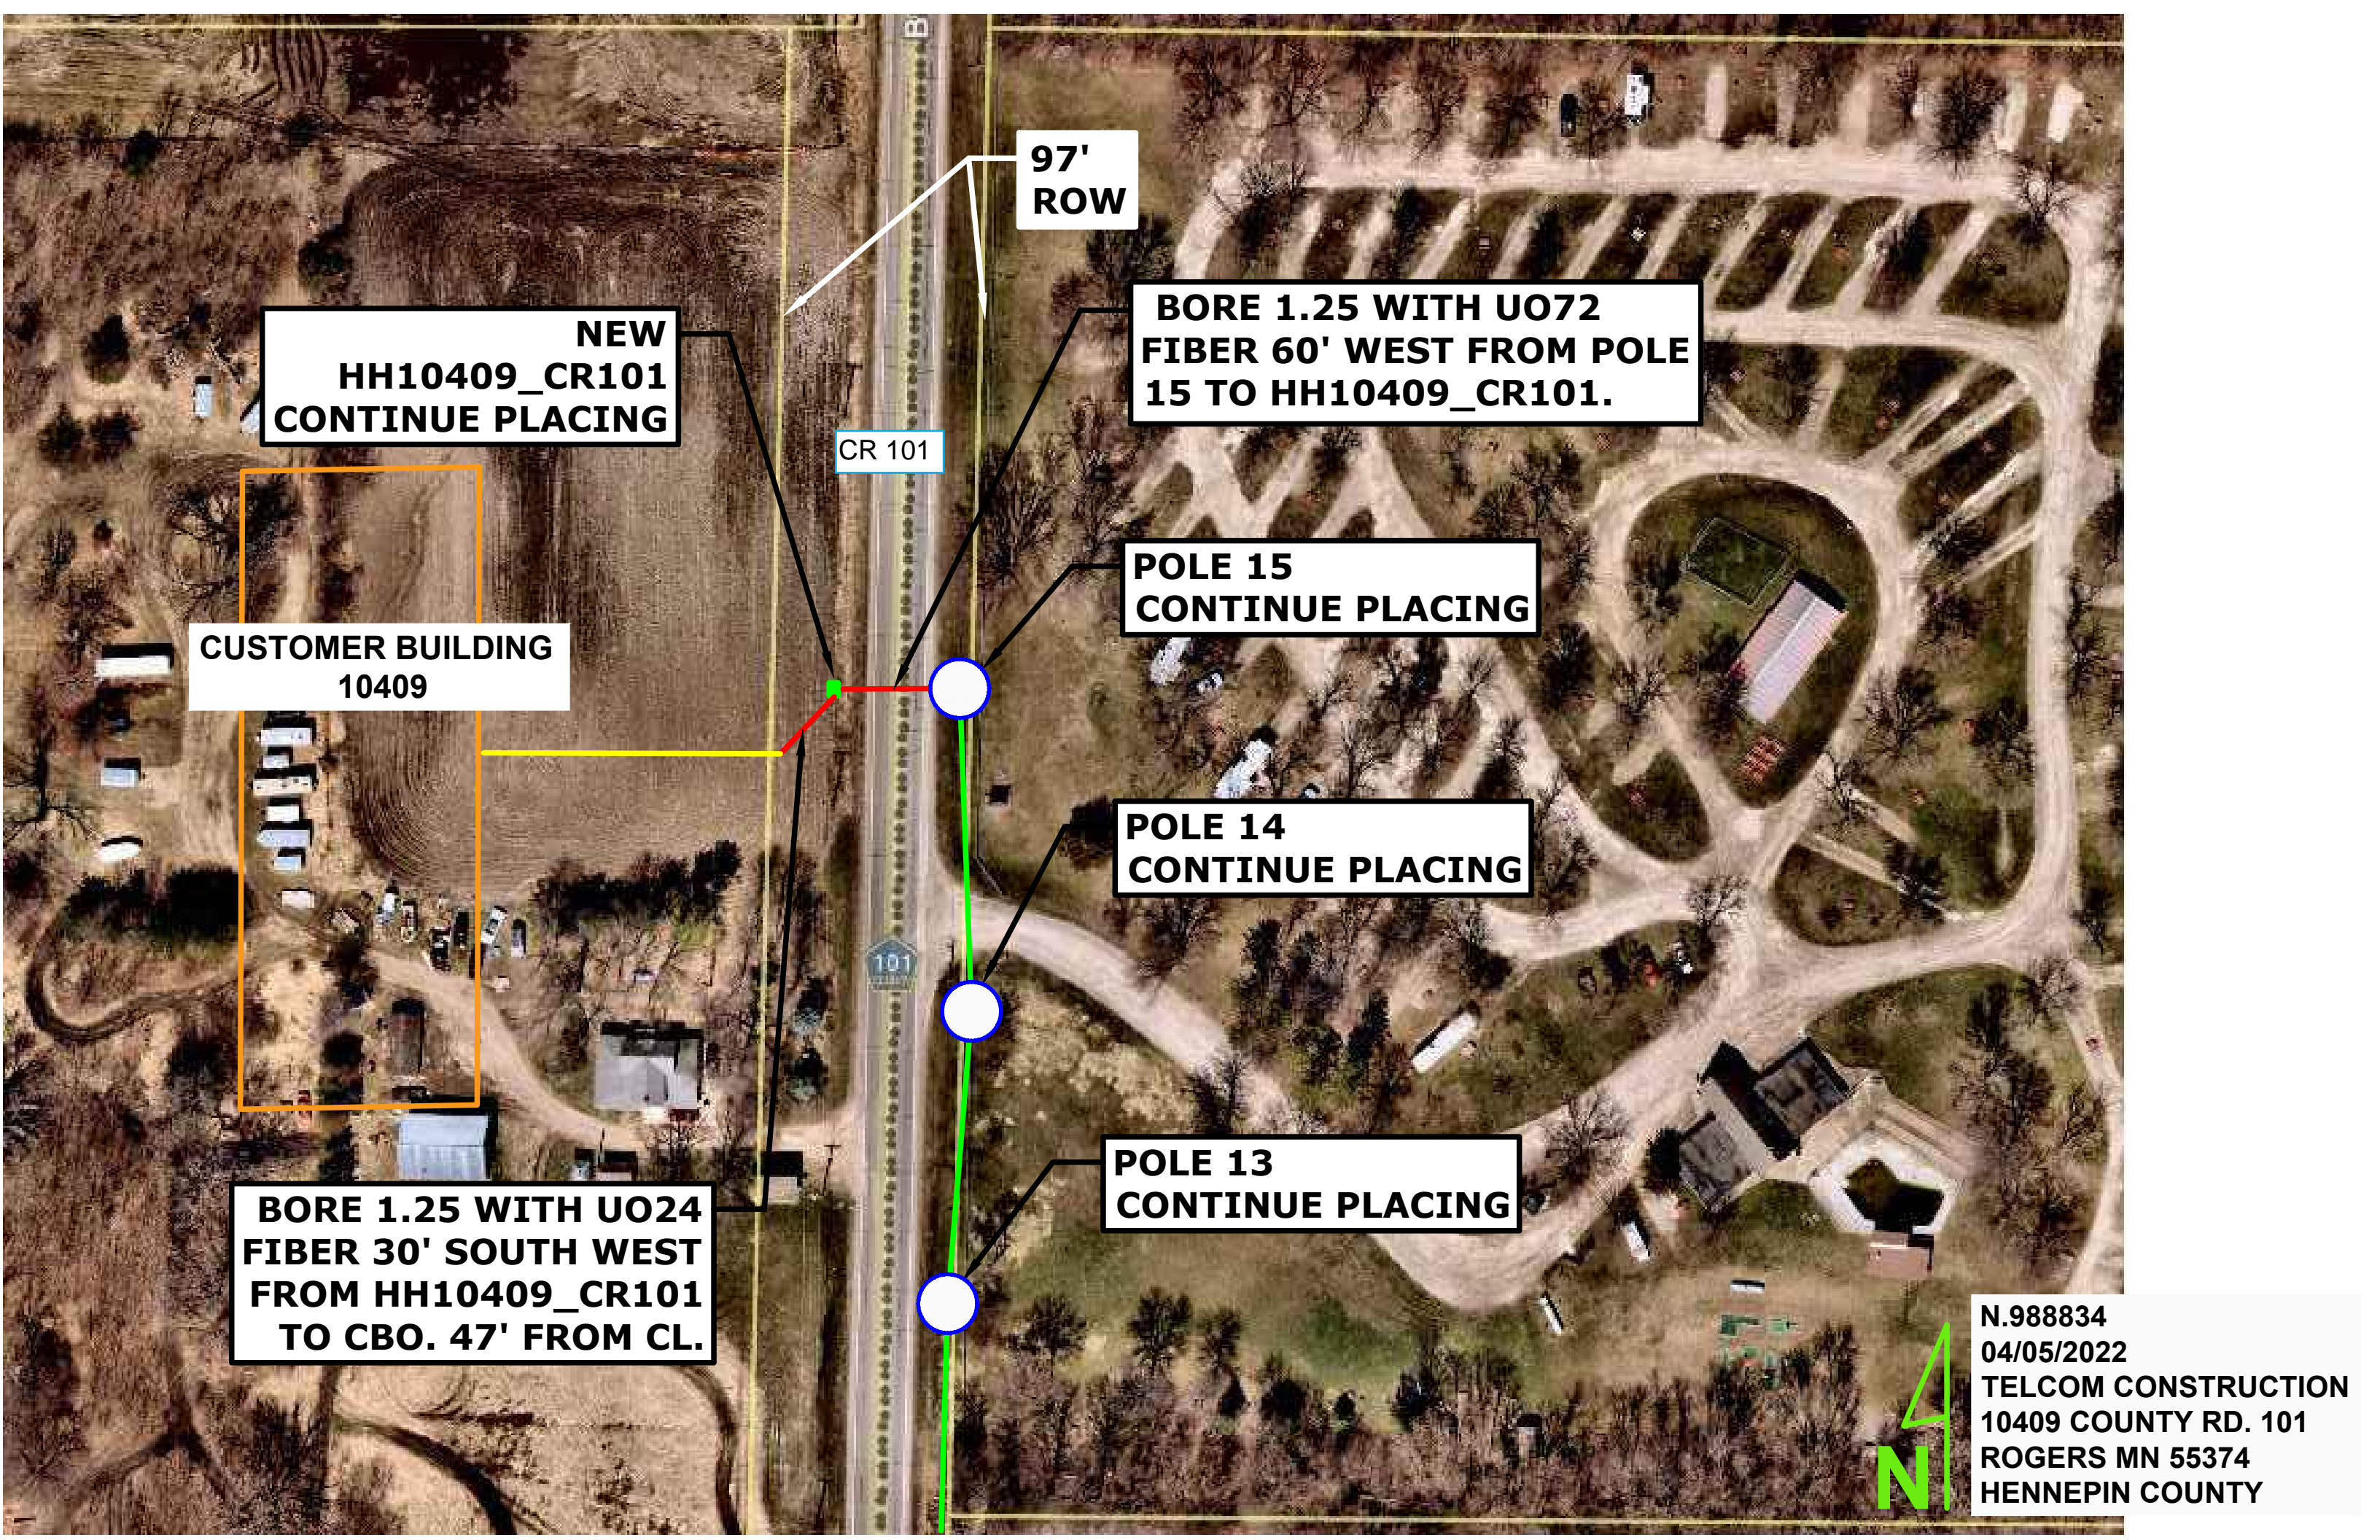 B
97'
ROW
NEW
HH10409_CR101
CONTINUE PLACING
BORE 1.25 WITH UO72
FIBER 60' WEST FROM POLE
15 TO HH10409_CR101.
CR 101
POLE 15
CONTINUE PLACING
CUSTOMER BUILDING
10409
POLE 14
CONTINUE PLACING
101
POLE 13
CONTINUE PLACING
BORE 1.25 WITH UO24
FIBER 30' SOUTH WEST
FROM HH10409_CR101
TO CBO. 47' FROM CL.
N.988834
04/05/2022
TELCOM CONSTRUCTION
10409 COUNTY RD. 101
ROGERS MN 55374
HENNEPIN COUNTY
N